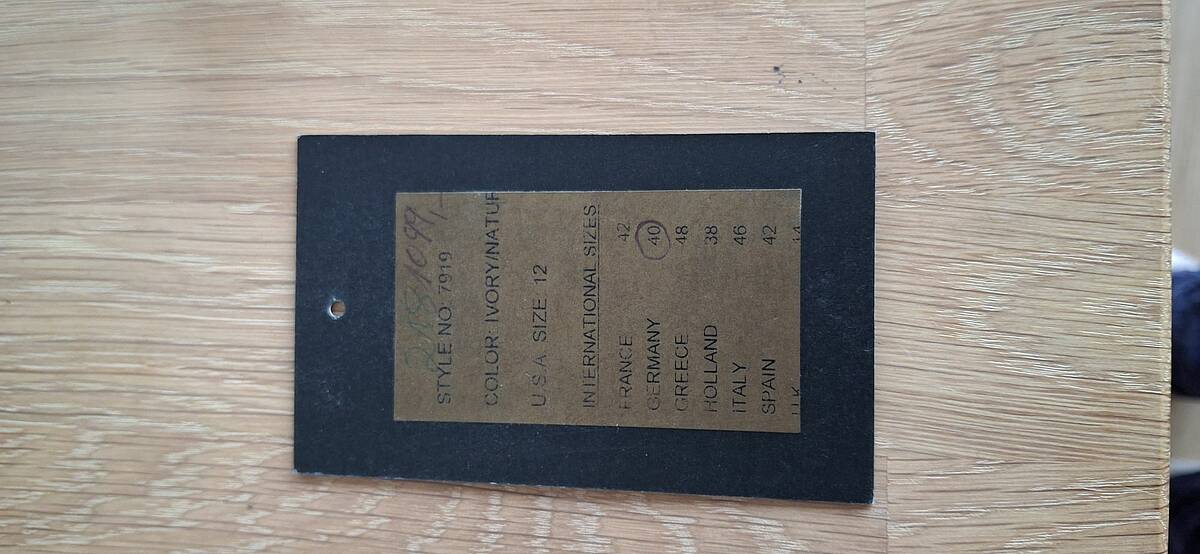 STYLE NO: 7919
COLOR: IVORY/NATUR
U.S.A. SIZE 12
INTERNATIONAL SIZES
FRANCE 42
GERMANY 40
GREECE 48
HOLLAND 38
ITALY 46
SPAIN 42
U.K.